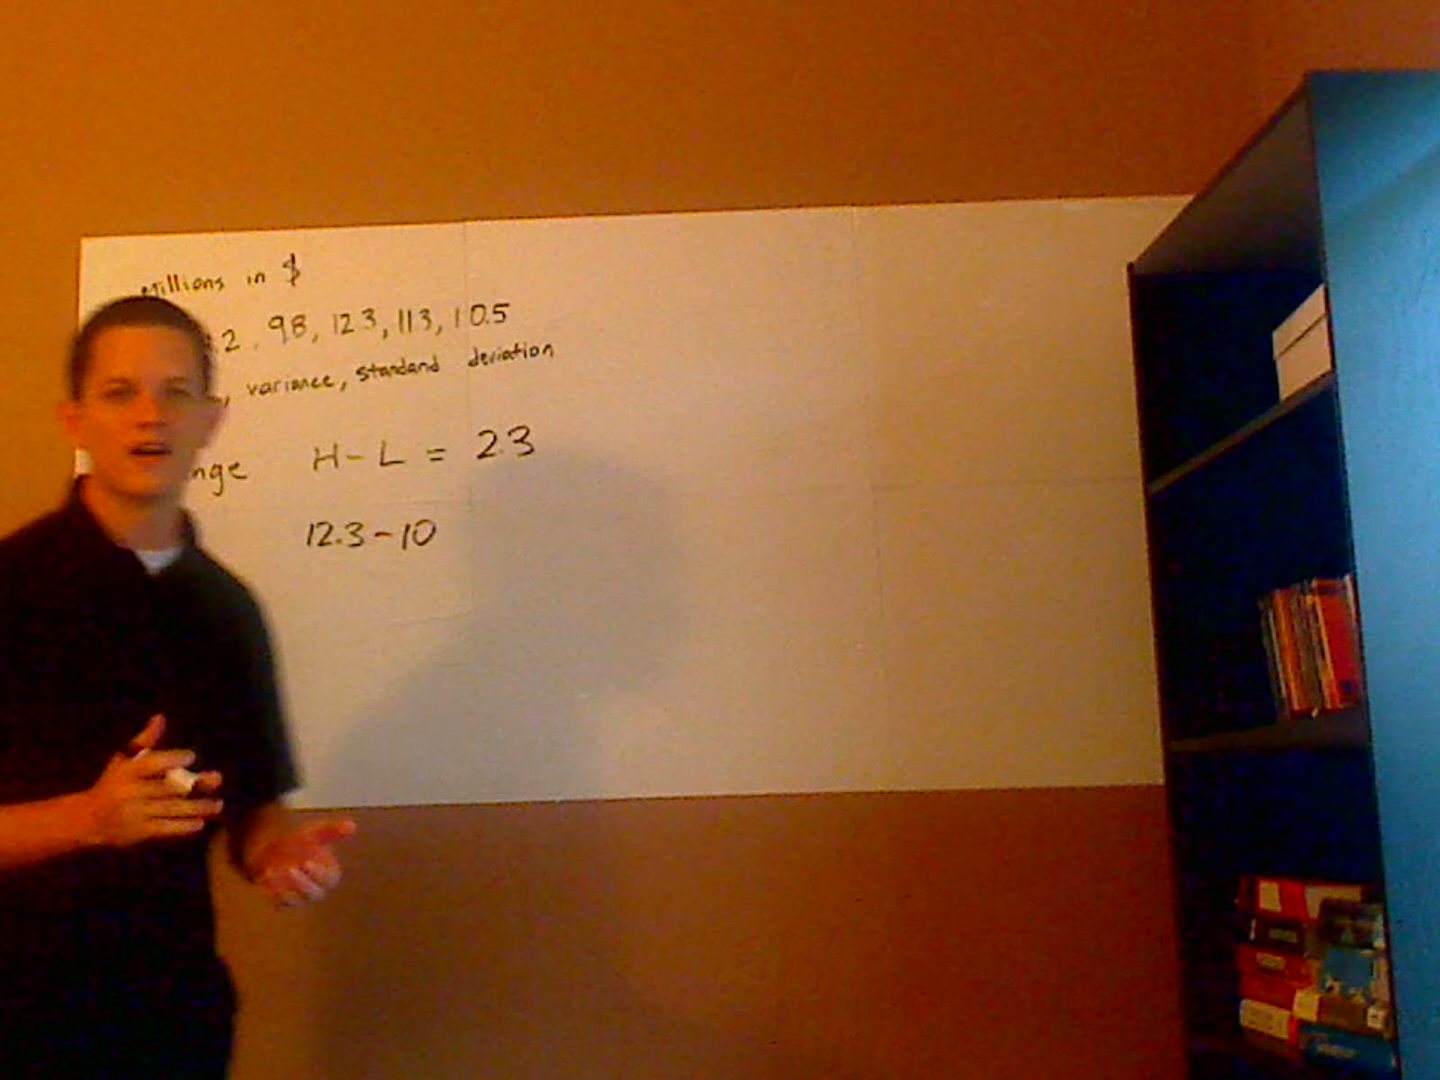 Millions in $
2, 9.8, 12.3, 11.3, 10.5
, variance, standard deviation
nge H - L = 2.3
12.3 - 10